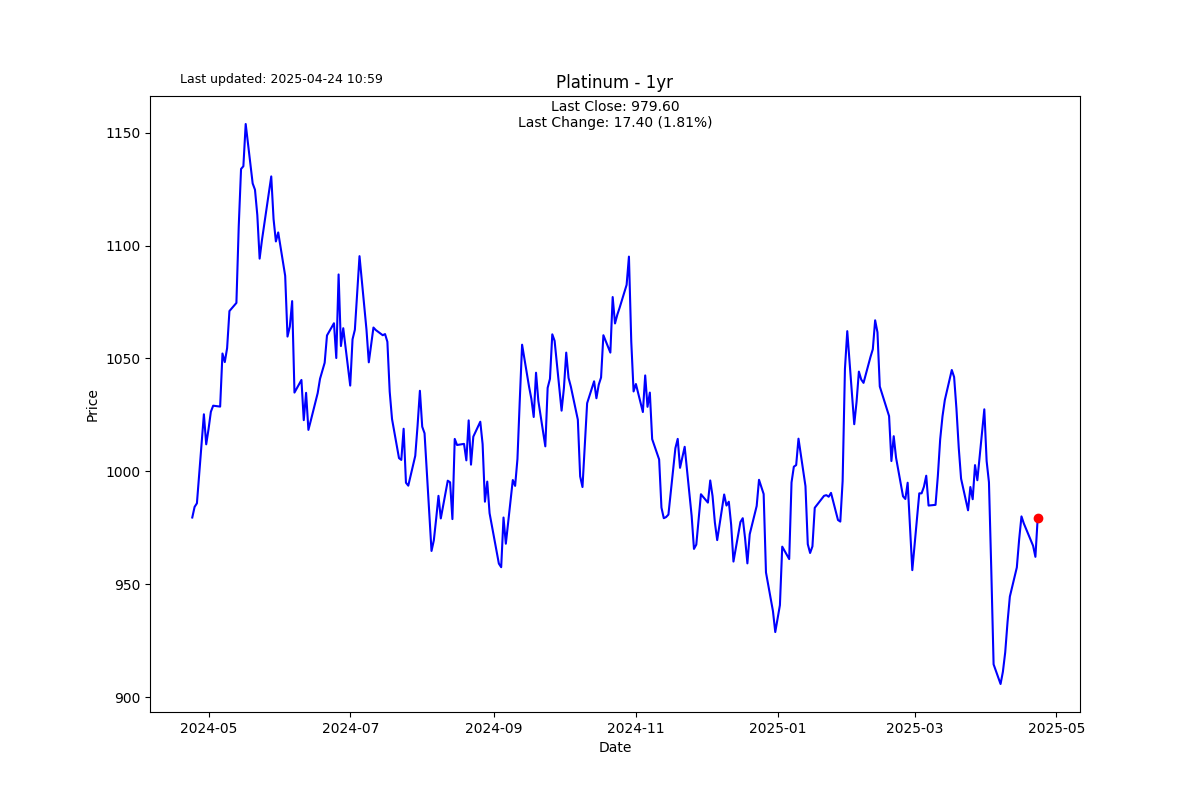 Last updated: 2025-04-24 10:59
Platinum - 1yr
Last Close: 979.60
Last Change: 17.40 (1.81%)
1150
1100
1050
1000
950
900
Price
2024-05
2024-07
2024-09
2024-11
2025-01
2025-03
2025-05
Date